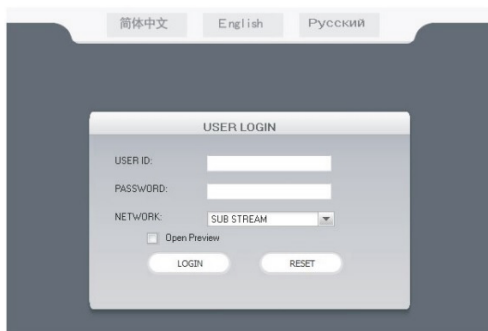 简体中文 English Русский
USER LOGIN
USER ID:
PASSWORD:
NETWORK: SUB STREAM
Open Preview
LOGIN RESET